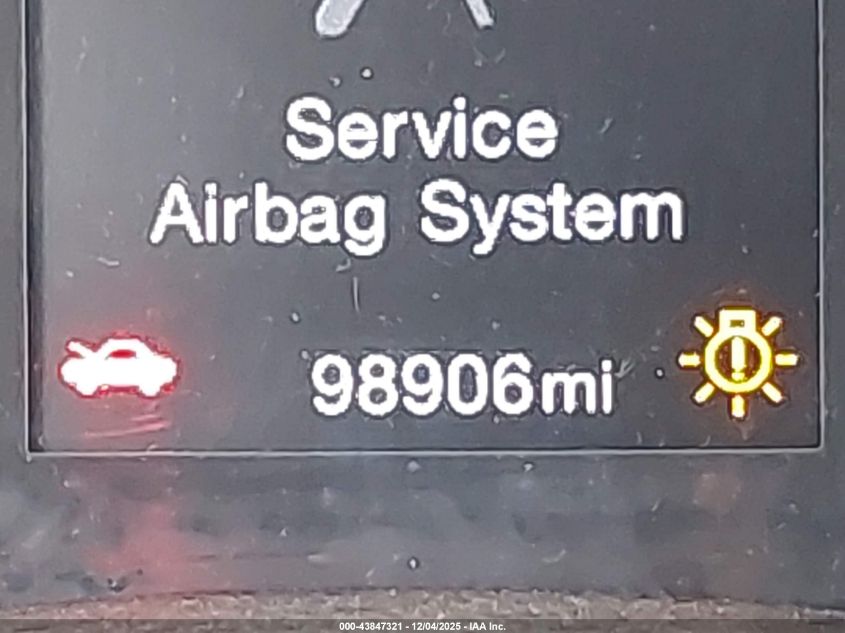 Service
Airbag System
98906mi
000-43847321 - 12/04/2025 - IAA Inc.